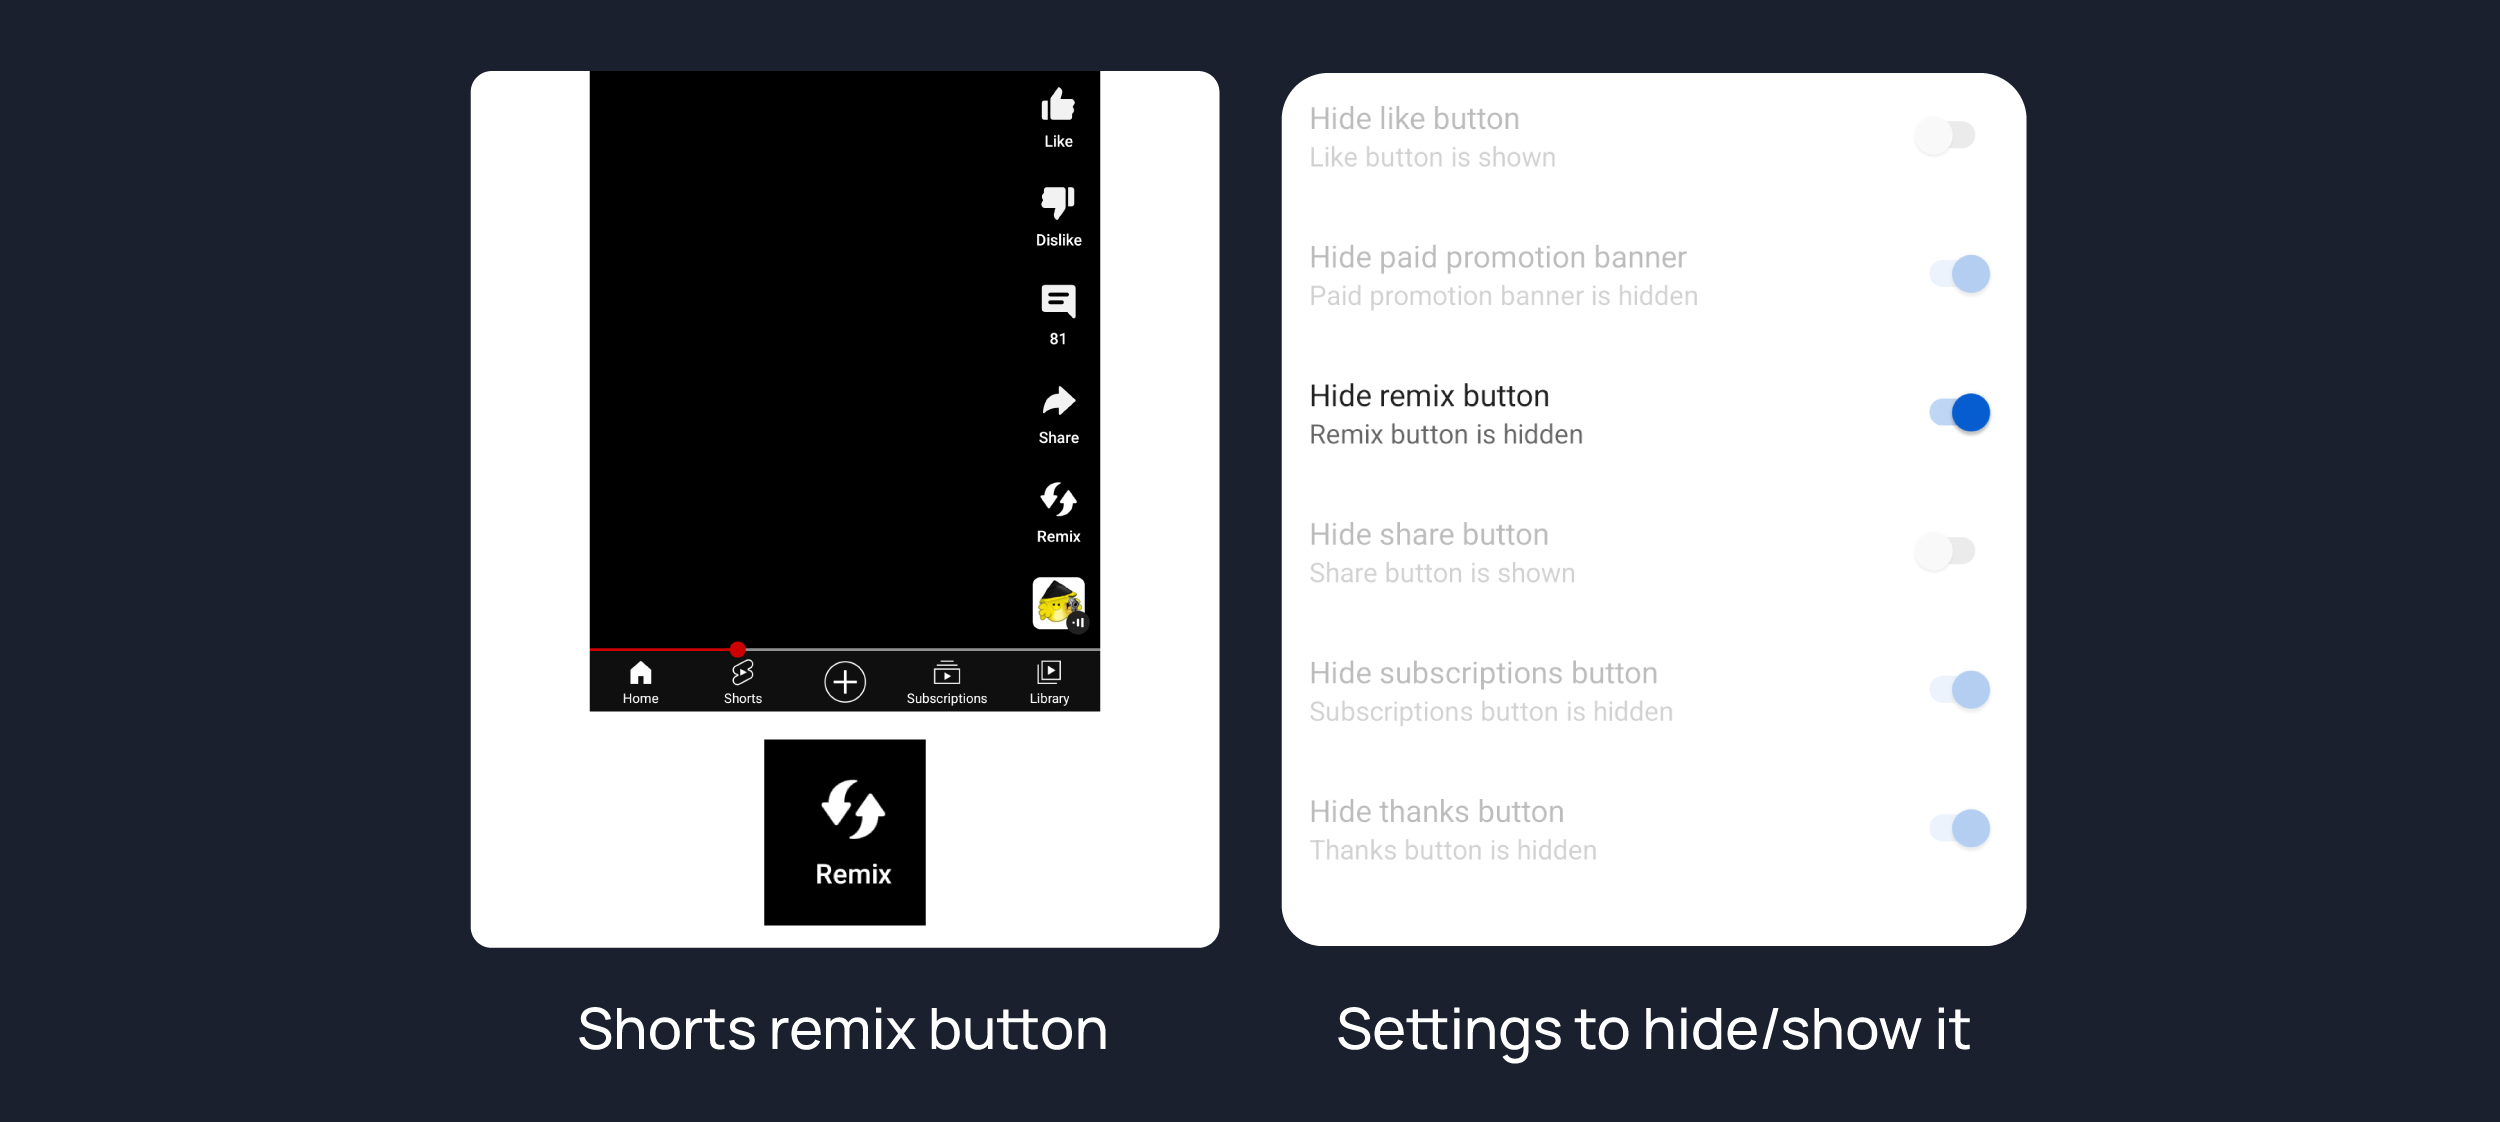 Like
Dislike
81
Share
Remix
Home
Shorts
Subscriptions
Library
Remix
Shorts remix button
Hide like button
Like button is shown
Hide paid promotion banner
Paid promotion banner is hidden
Hide remix button
Remix button is hidden
Hide share button
Share button is shown
Hide subscriptions button
Subscriptions button is hidden
Hide thanks button
Thanks button is hidden
Settings to hide/show it